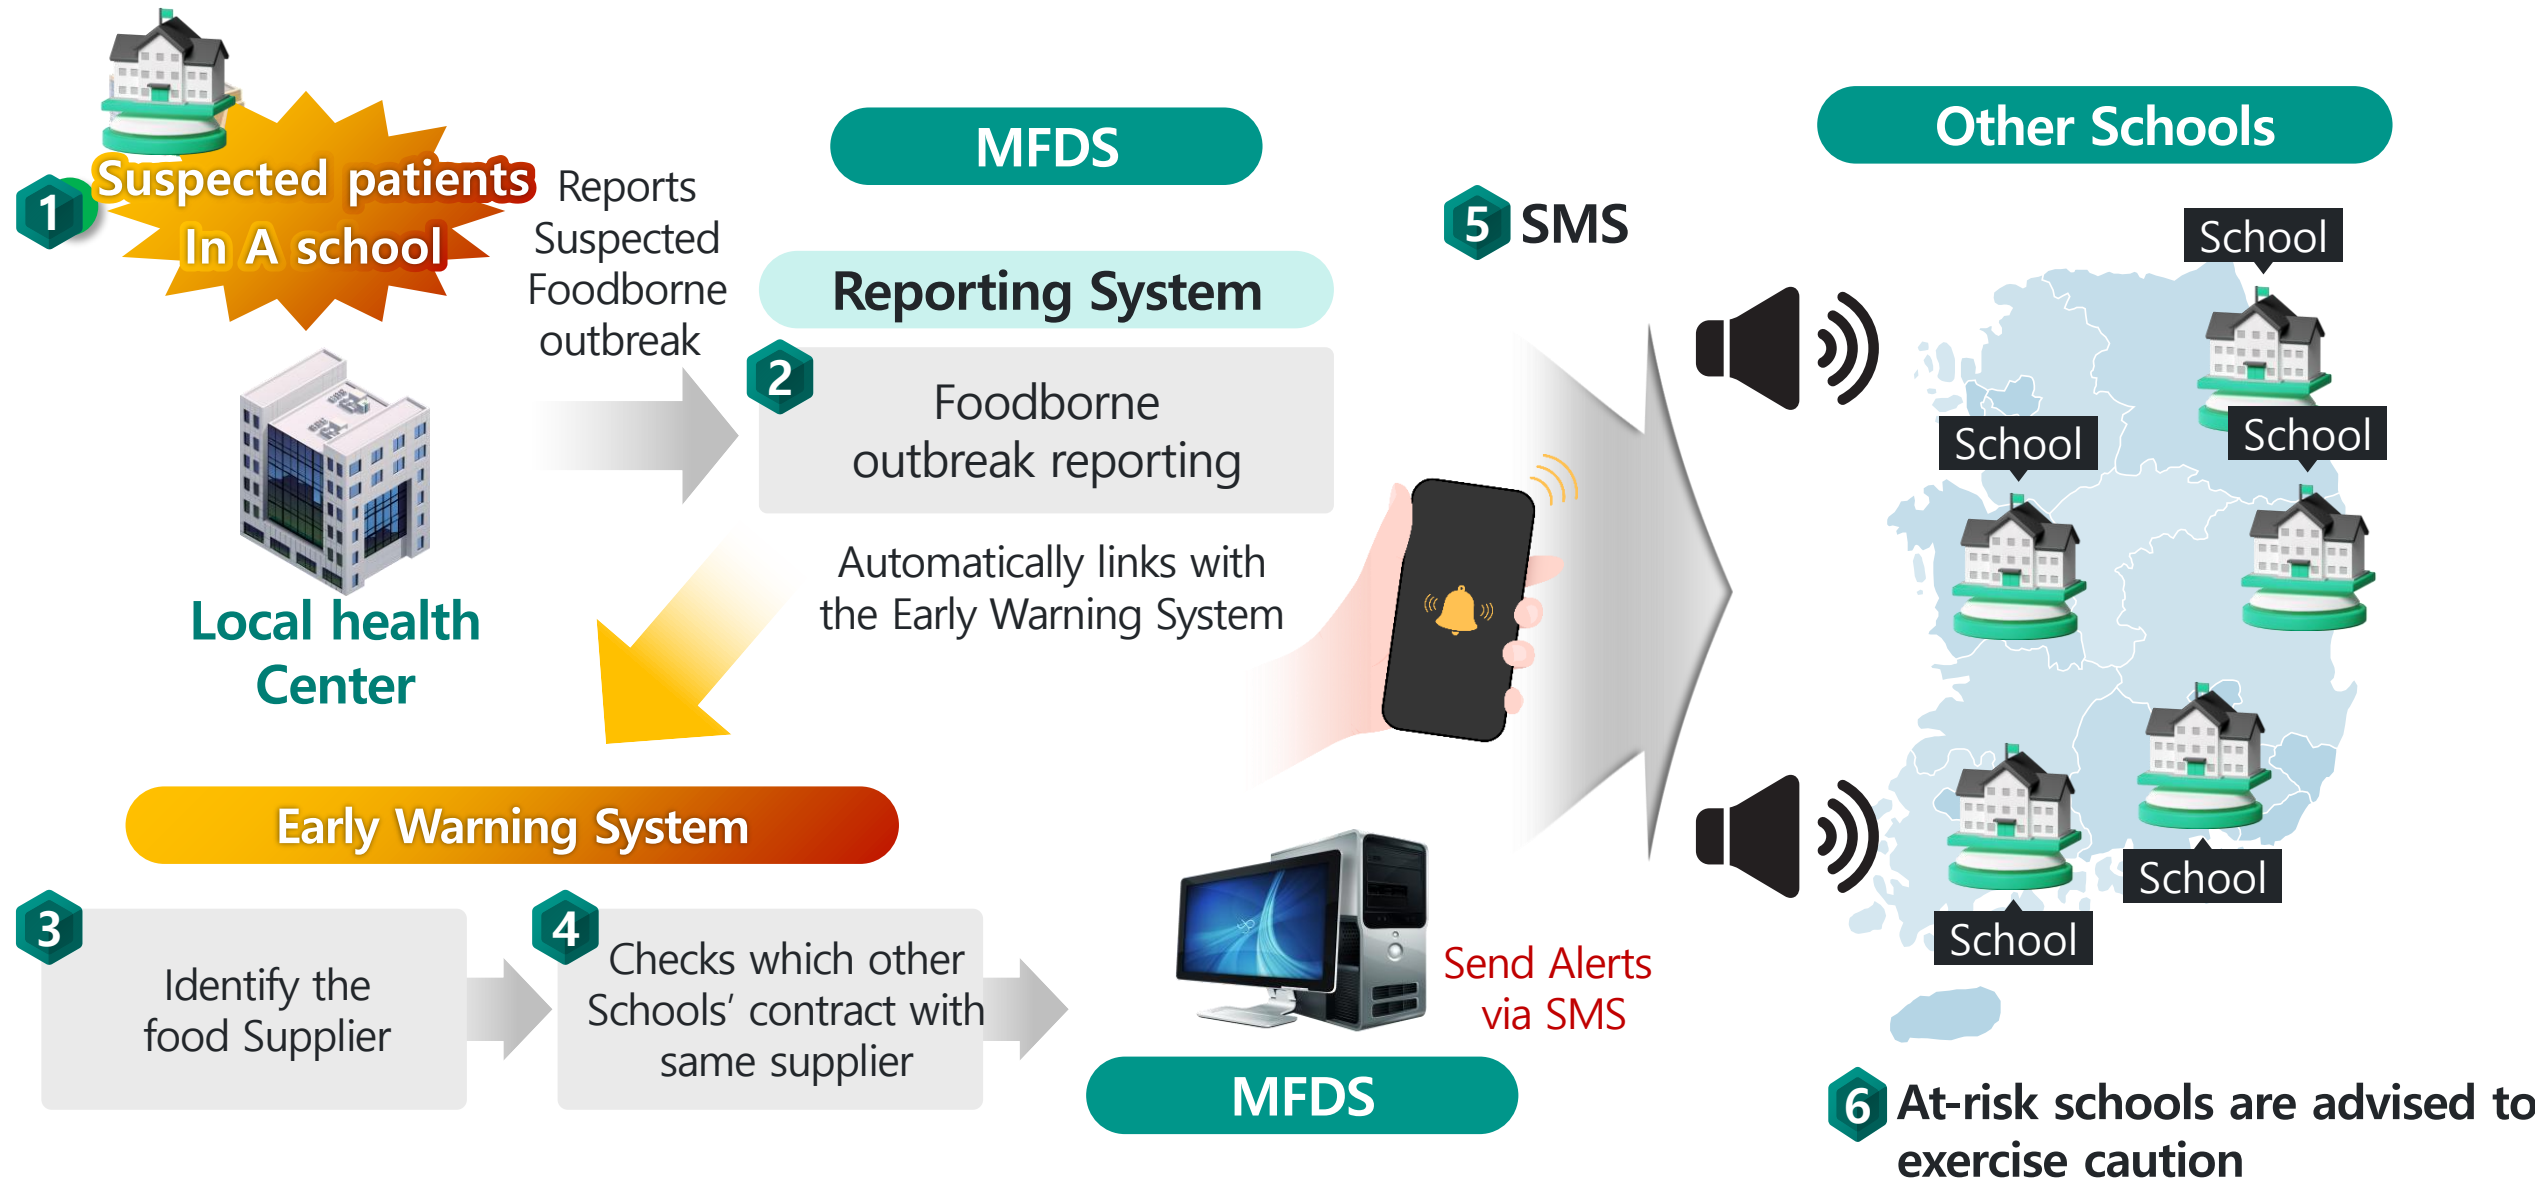 1
Suspected patients
In A school
Local health
Center
Reports
Suspected
Foodborne
outbreak
MFDS
Reporting System
2
Foodborne
outbreak reporting
Automatically links with
the Early Warning System
Early Warning System
3
Identify the
food Supplier
4
Checks which other
Schools’ contract with
same supplier
MFDS
Send Alerts
via SMS
5 SMS
Other Schools
School
School
School
School
School
6 At-risk schools are advised to
exercise caution